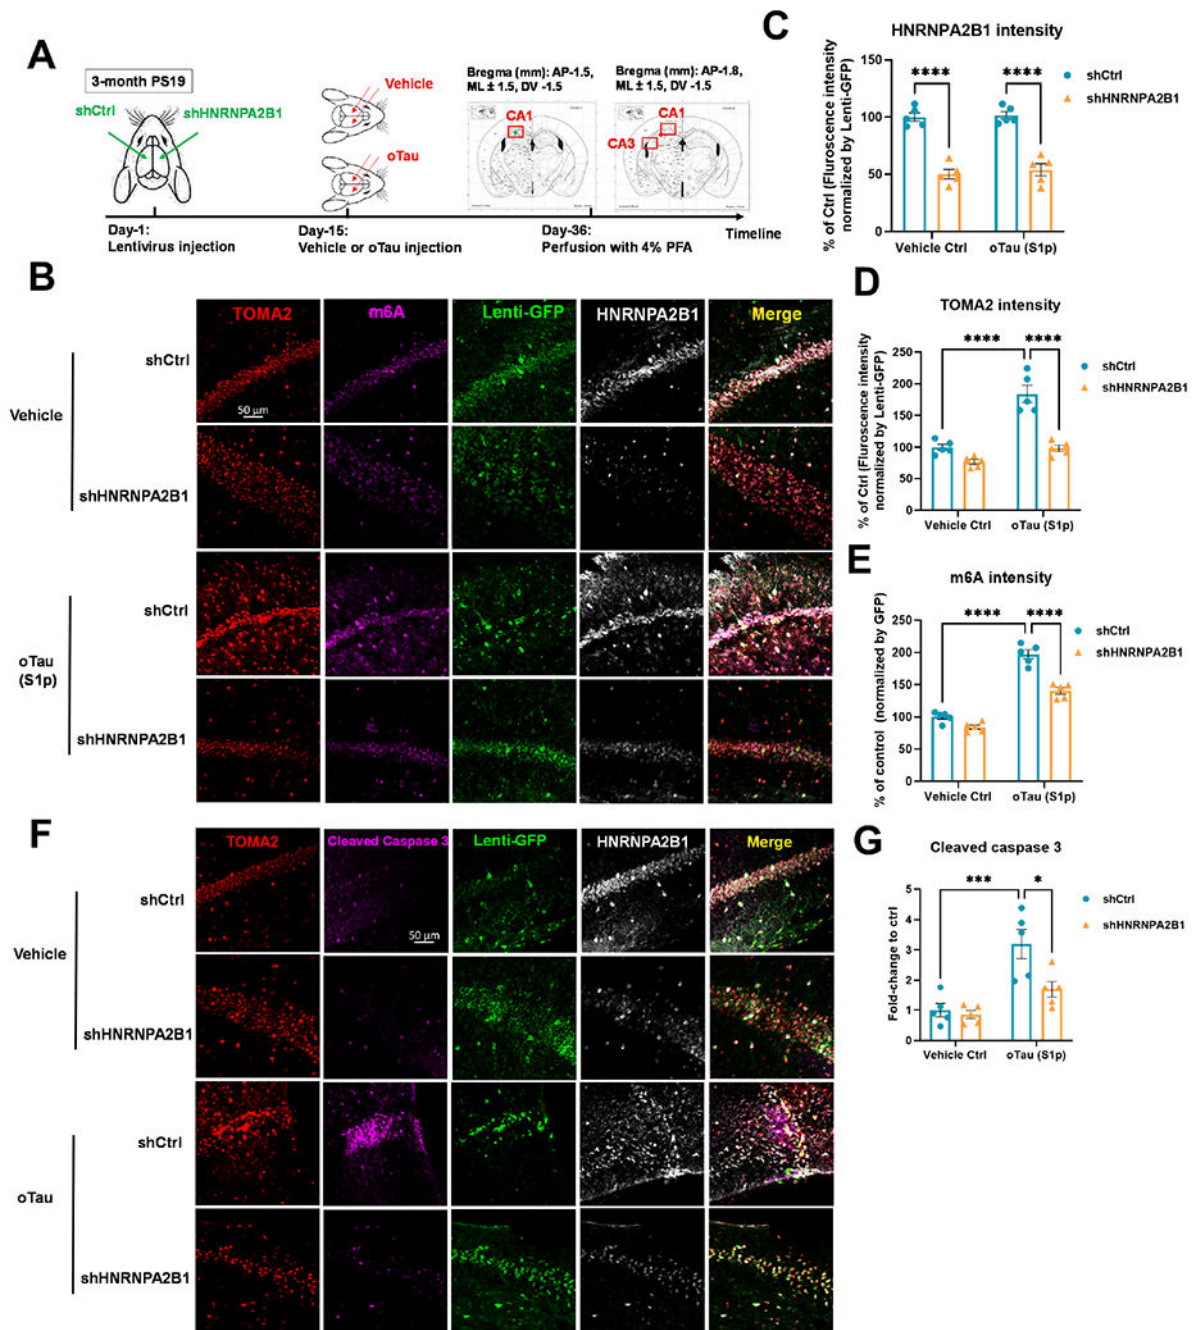 A
3-month PS19
shCtrl
shHNRNPA2B1
Vehicle
oTau
Bregma (mm): AP-1.5,
ML ± 1.5, DV -1.5
CA1
Bregma (mm): AP-1.8,
ML ± 1.5, DV -1.5
CA1
CA3
Day-1:
Lentivirus injection
Day-15:
Vehicle or oTau injection
Day-36:
Perfusion with 4% PFA
Timeline
C
HNRNPA2B1 intensity
% of Ctrl (Fluroscence intensity
normalized by Lenti-GFP)
150
100
50
0
****
****
shCtrl
shHNRNPA2B1
Vehicle Ctrl
oTau (S1p)
B
TOMA2
m6A
Lenti-GFP
HNRNPA2B1
Merge
50 µm
Vehicle
shCtrl
shHNRNPA2B1
oTau
(S1p)
shCtrl
shHNRNPA2B1
D
TOMA2 intensity
% of Ctrl (Fluroscence intensity
normalized by Lenti-GFP)
250
200
150
100
50
0
****
****
shCtrl
shHNRNPA2B1
Vehicle Ctrl
oTau (S1p)
E
m6A intensity
% of control (normalized by GFP)
250
200
150
100
50
0
****
****
shCtrl
shHNRNPA2B1
Vehicle Ctrl
oTau (S1p)
F
TOMA2
Cleaved Caspase 3
Lenti-GFP
HNRNPA2B1
Merge
50 µm
Vehicle
shCtrl
shHNRNPA2B1
oTau
shCtrl
shHNRNPA2B1
G
Cleaved caspase 3
Fold-change to ctrl
5
4
3
2
1
0
***
*
shCtrl
shHNRNPA2B1
Vehicle Ctrl
oTau (S1p)